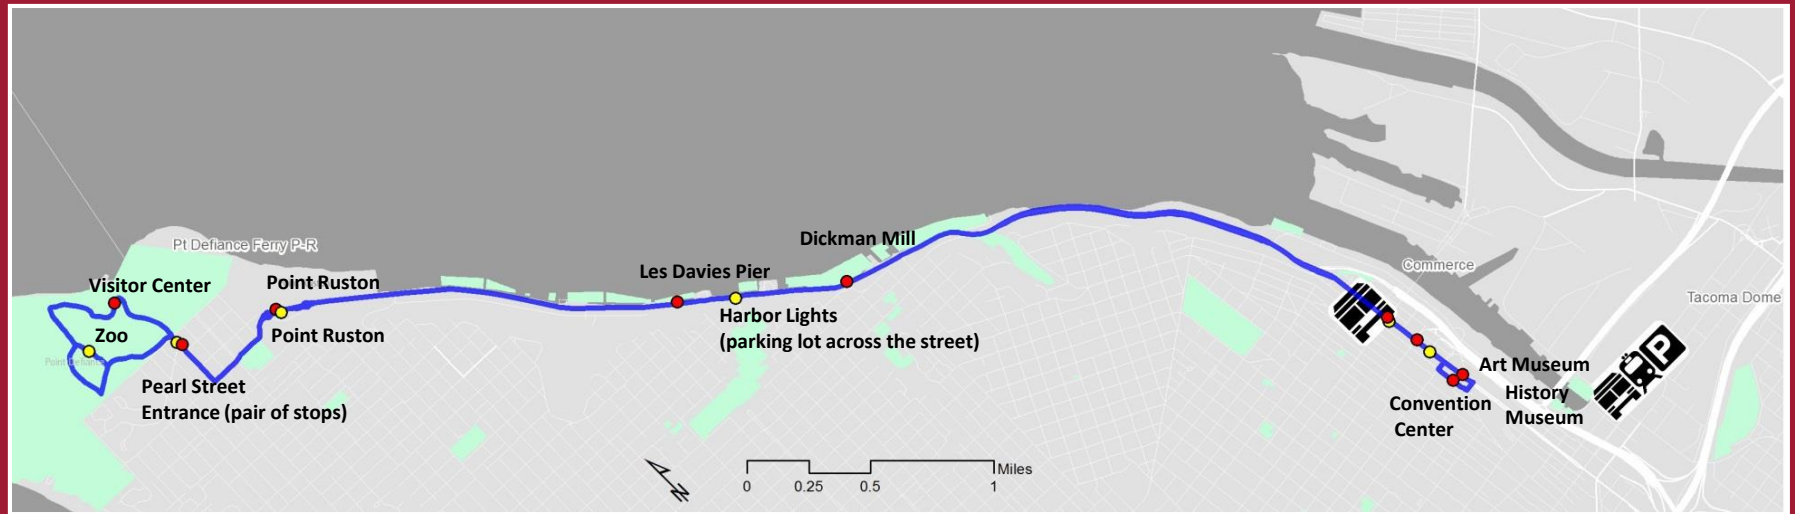 Pt Defiance Ferry P-R
Visitor Center
Zoo
Pearl Street
Entrance (pair of stops)
Point Ruston
Point Ruston
Les Davies Pier
Harbor Lights
(parking lot across the street)
Dickman Mill
Commerce
Tacoma Dome
P
Art Museum
History
Museum
Convention
Center
Miles
0 0.25 0.5 1